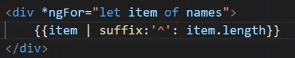 <div *ngFor="let item of names">
{{item | suffix:'^': item.length}}
</div>